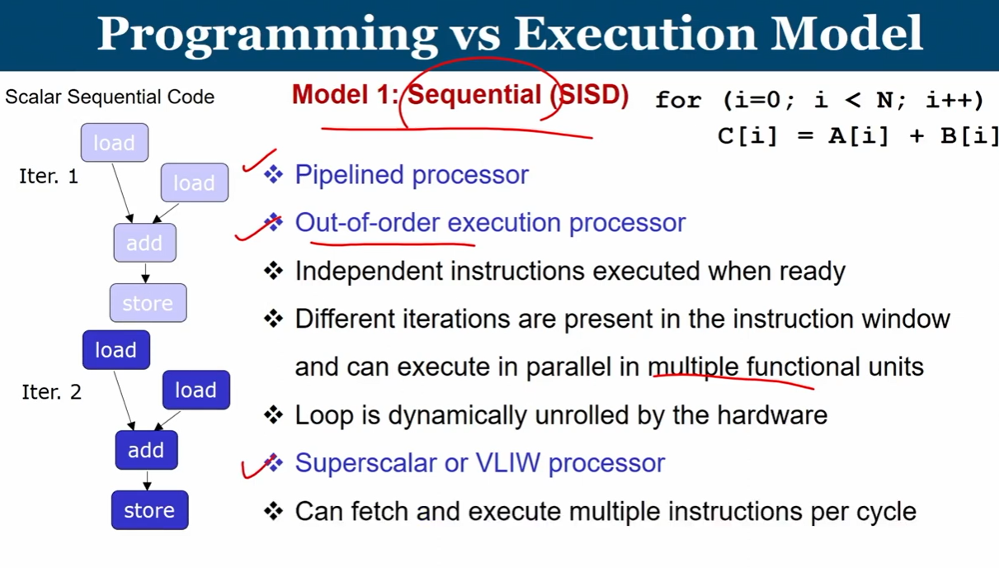 Programming vs Execution Model
Scalar Sequential Code
Model 1: Sequential (SISD)
for (i=0; i < N; i++)
C[i] = A[i] + B[i]
load
Iter. 1
load
add
store
load
Iter. 2
load
add
store
❖ Pipelined processor
❖ Out-of-order execution processor
❖ Independent instructions executed when ready
❖ Different iterations are present in the instruction window
and can execute in parallel in multiple functional units
❖ Loop is dynamically unrolled by the hardware
❖ Superscalar or VLIW processor
❖ Can fetch and execute multiple instructions per cycle